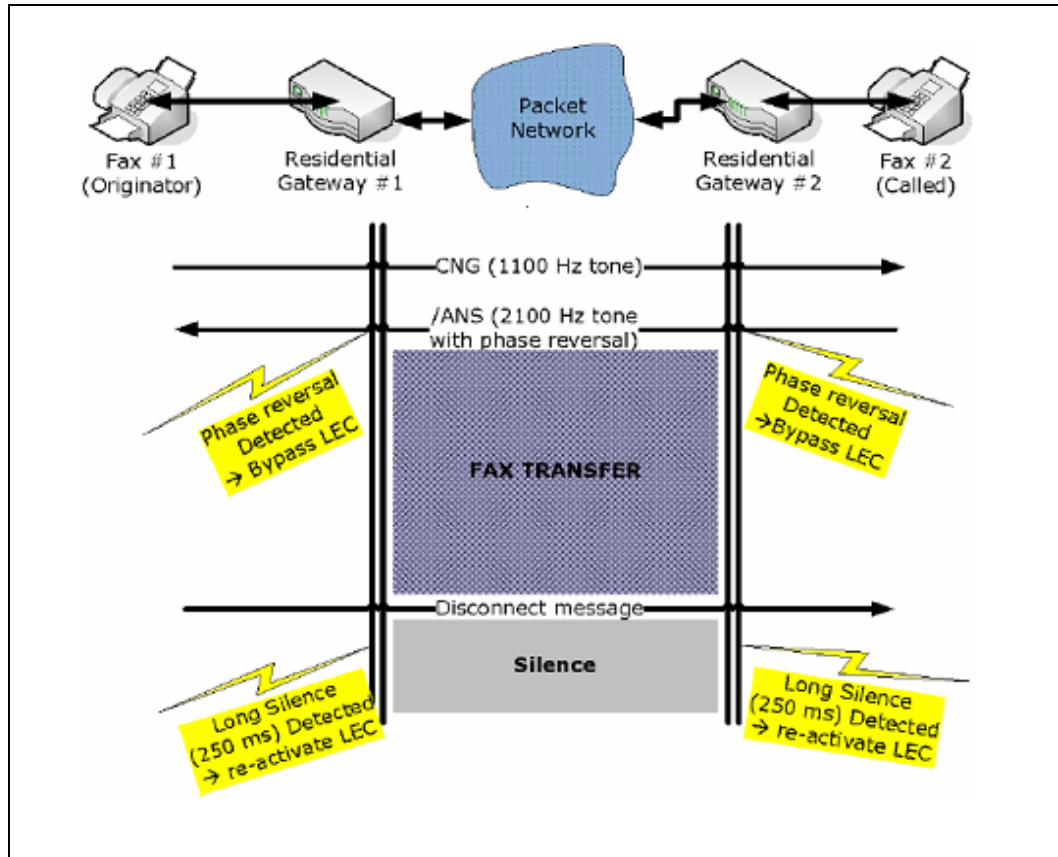 Packet
Network
Fax #1
(Originator)
Residential
Gateway #1
Residential
Gateway #2
Fax #2
(Called)
CNG (1100 Hz tone)
/ANS (2100 Hz tone
with phase reversal)
Phase reversal
Detected
→ Bypass LEC
Phase reversal
Detected
→Bypass LEC
FAX TRANSFER
Disconnect message
Silence
Long Silence
(250 ms) Detected
→ re-activate LEC
Long Silence
(250 ms) Detected
→ re-activate LEC